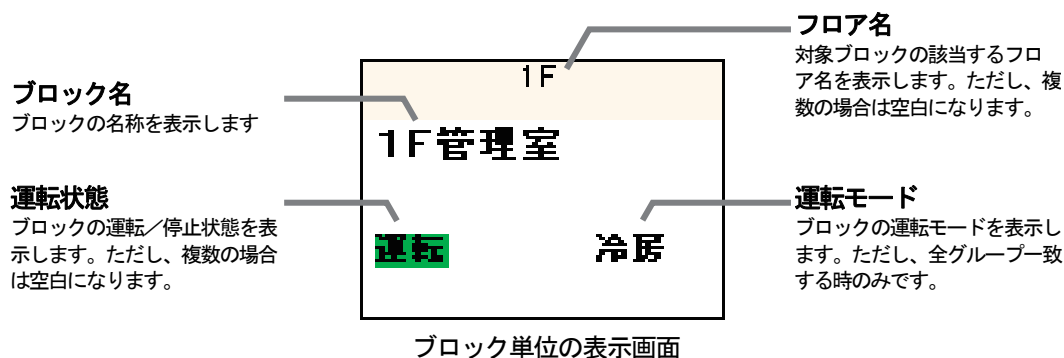 フロア名
対象ブロックの該当するフロ
ア名を表示します。ただし、複
数の場合は空白になります。
ブロック名
ブロックの名称を表示します
1F
1F管理室
運転状態
ブロックの運転／停止状態を表
示します。ただし、複数の場合
は空白になります。
運転
冷房
運転モード
ブロックの運転モードを表示し
ます。ただし、全グループ一致
する時のみです。
ブロック単位の表示画面